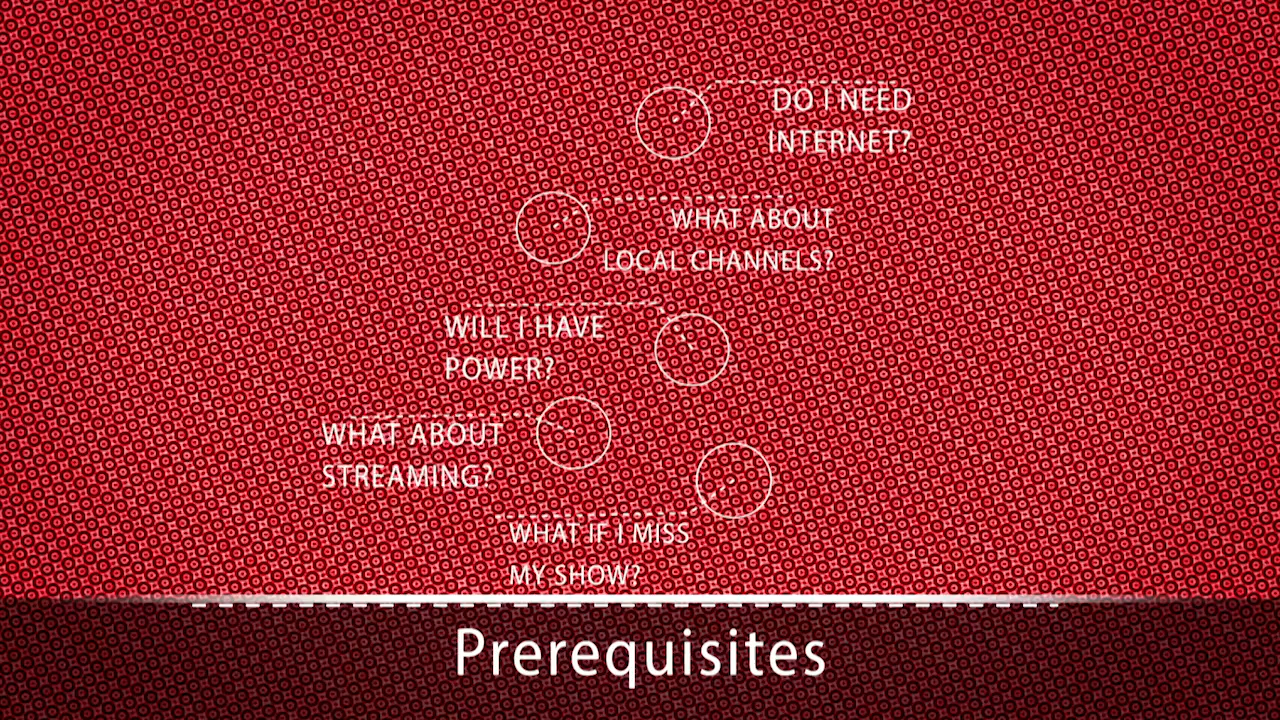 DO I NEED
INTERNET?
WHAT ABOUT
LOCAL CHANNELS?
WILL I HAVE
POWER?
WHAT ABOUT
STREAMING?
WHAT IF I MISS
MY SHOW?
Prerequisites